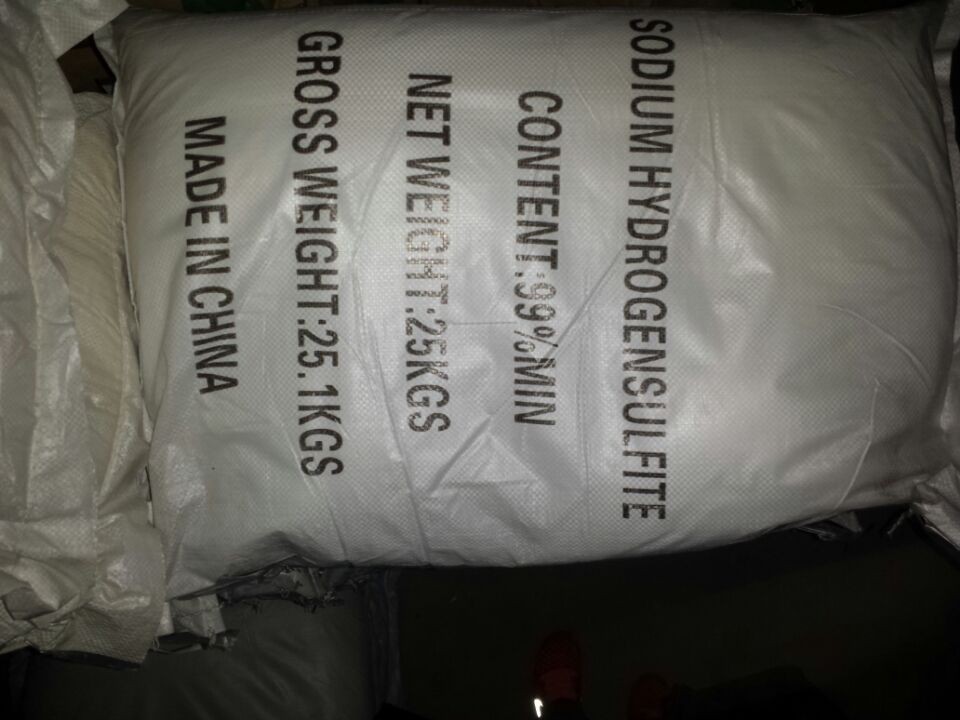 SODIUM HYDROGENSULFITE
CONTENT:99%MIN
NET WEIGHT:25KGS
GROSS WEIGHT:25.1KGS
MADE IN CHINA